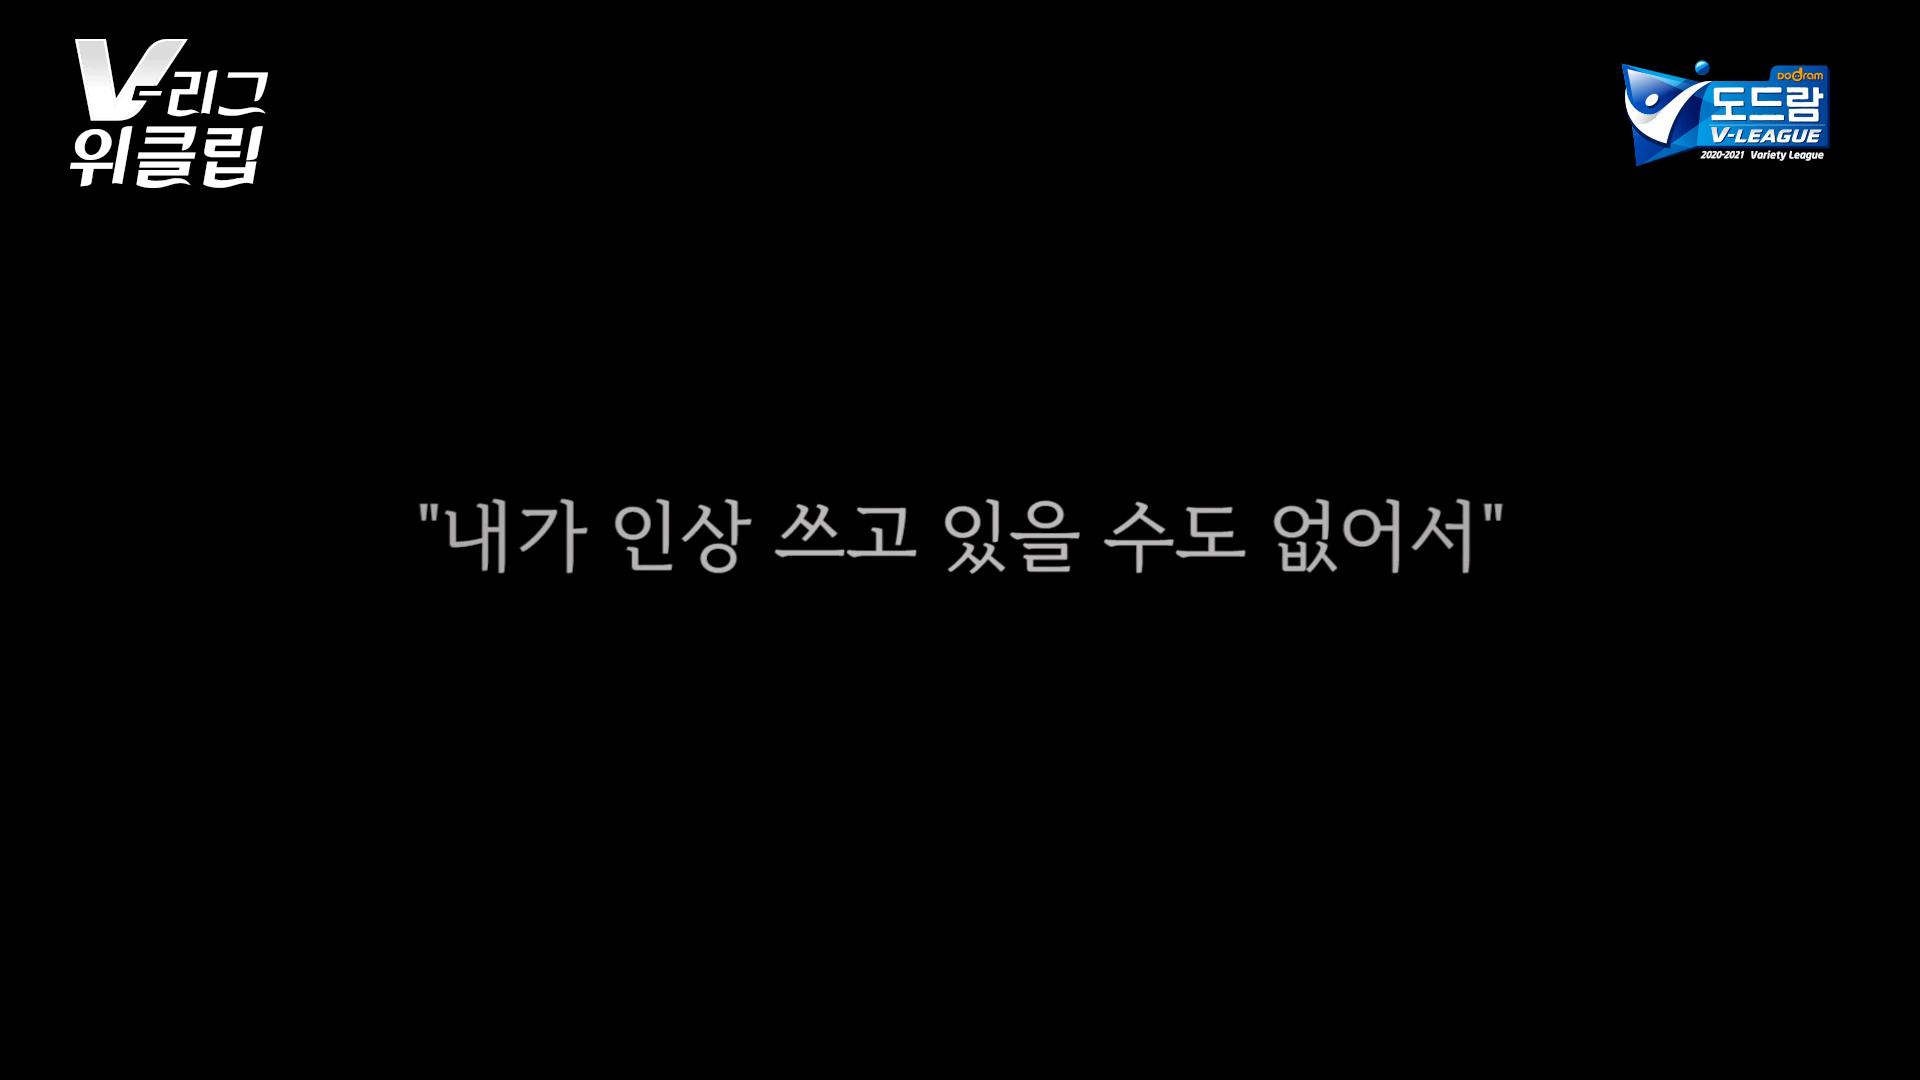 V-리그
위클립
DODram
도드람
V-LEAGUE
2020-2021 Variety League
"내가 인상 쓰고 있을 수도 없어서"